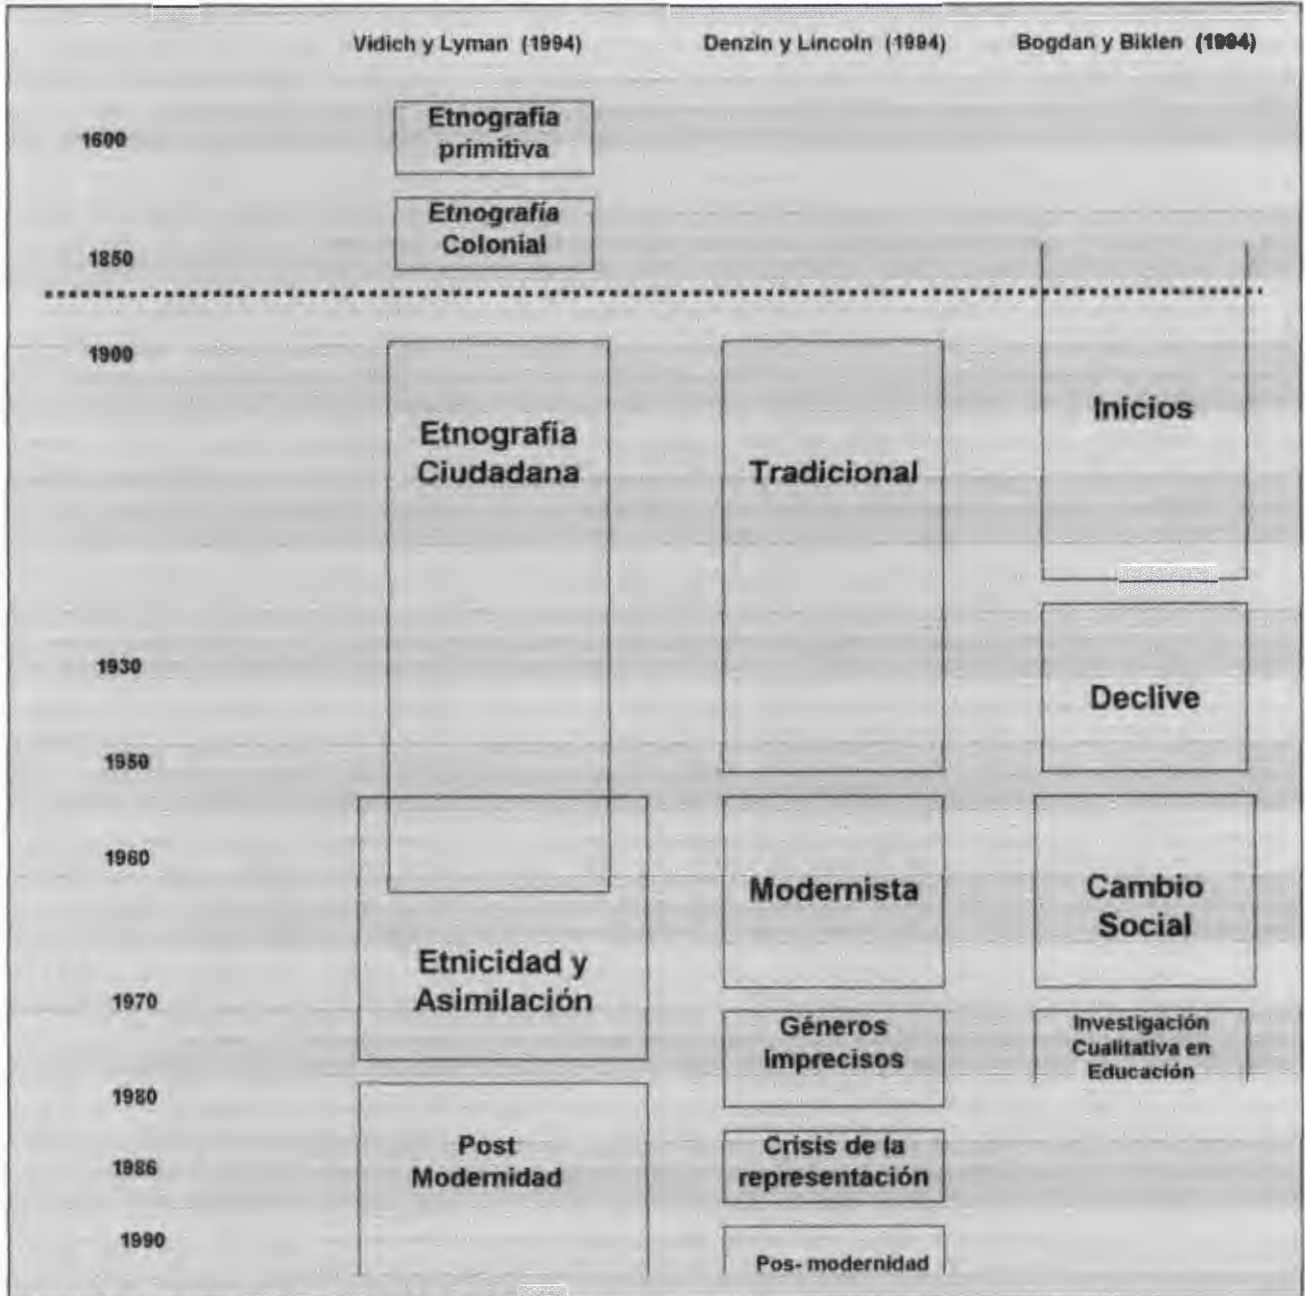 Vidich y Lyman (1994) Denzin y Lincoln (1994) Bogdan y Biklen (1994)
1600
Etnografia
primitiva
Etnografía
Colonial
1850
1900
Etnografia
Ciudadana
Tradicional
Inicios
1930
Declive
1950
1960
Modernista
Cambio
Social
Etnicidad y
Asimilación
1970
Géneros
Imprecisos
Investigación
Cualitativa en
Educación
1980
Post
Modernidad
1986
Crisis de la
representación
1990
Pos- modernidad